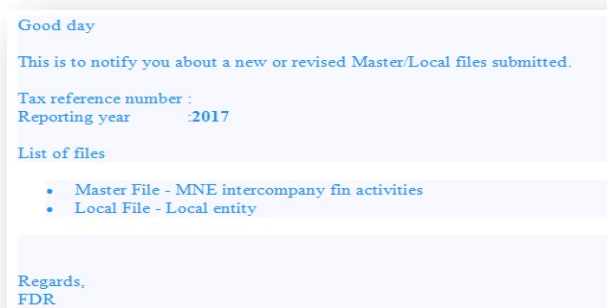 Good day
This is to notify you about a new or revised Master/Local files submitted.
Tax reference number :
Reporting year :2017
List of files
• Master File - MNE intercompany fin activities
• Local File - Local entity
Regards,
FDR